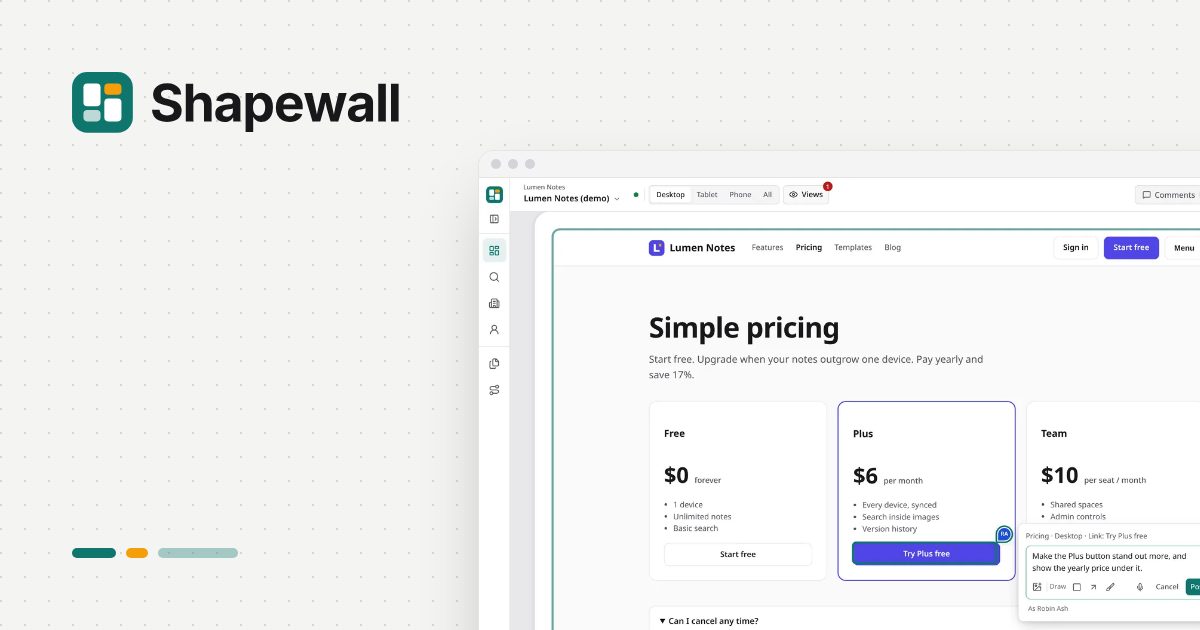 Shapewall
Lumen Notes
Lumen Notes (demo)
Desktop Tablet Phone All
Views 1
Comments
L Lumen Notes
Features Pricing Templates Blog
Sign in Start free Menu
Simple pricing
Start free. Upgrade when your notes outgrow one device. Pay yearly and
save 17%.
Free
$0 forever
• 1 device
• Unlimited notes
• Basic search
Start free
Plus
$6 per month
• Every device, synced
• Search inside images
• Version history
Try Plus free
Team
$10 per seat / month
• Shared spaces
• Admin controls
RA
Pricing · Desktop · Link: Try Plus free
Make the Plus button stand out more, and
show the yearly price under it.
Draw Cancel
As Robin Ash
▼ Can I cancel any time?